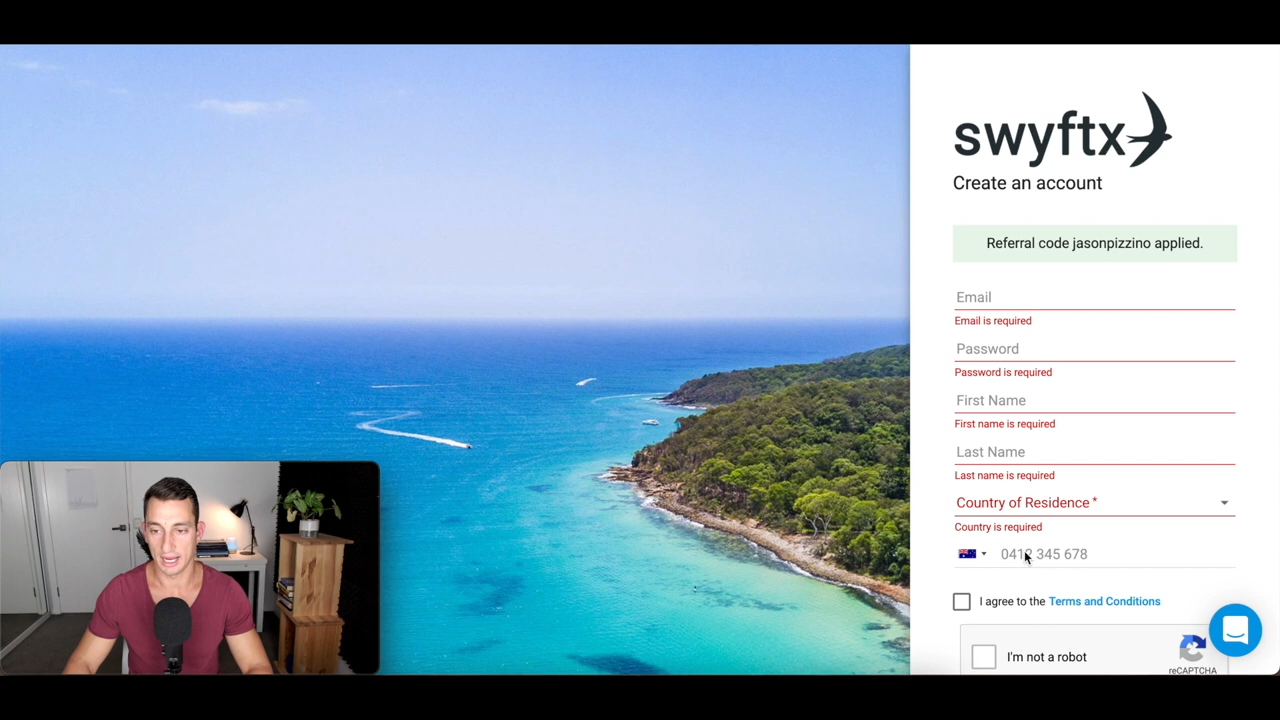 swyftx
Create an account
Referral code jasonpizzino applied.
Email
Email is required
Password
Password is required
First Name
First name is required
Last Name
Last name is required
Country of Residence *
Country is required
0412 345 678
I agree to the Terms and Conditions
I'm not a robot
reCAPTCHA